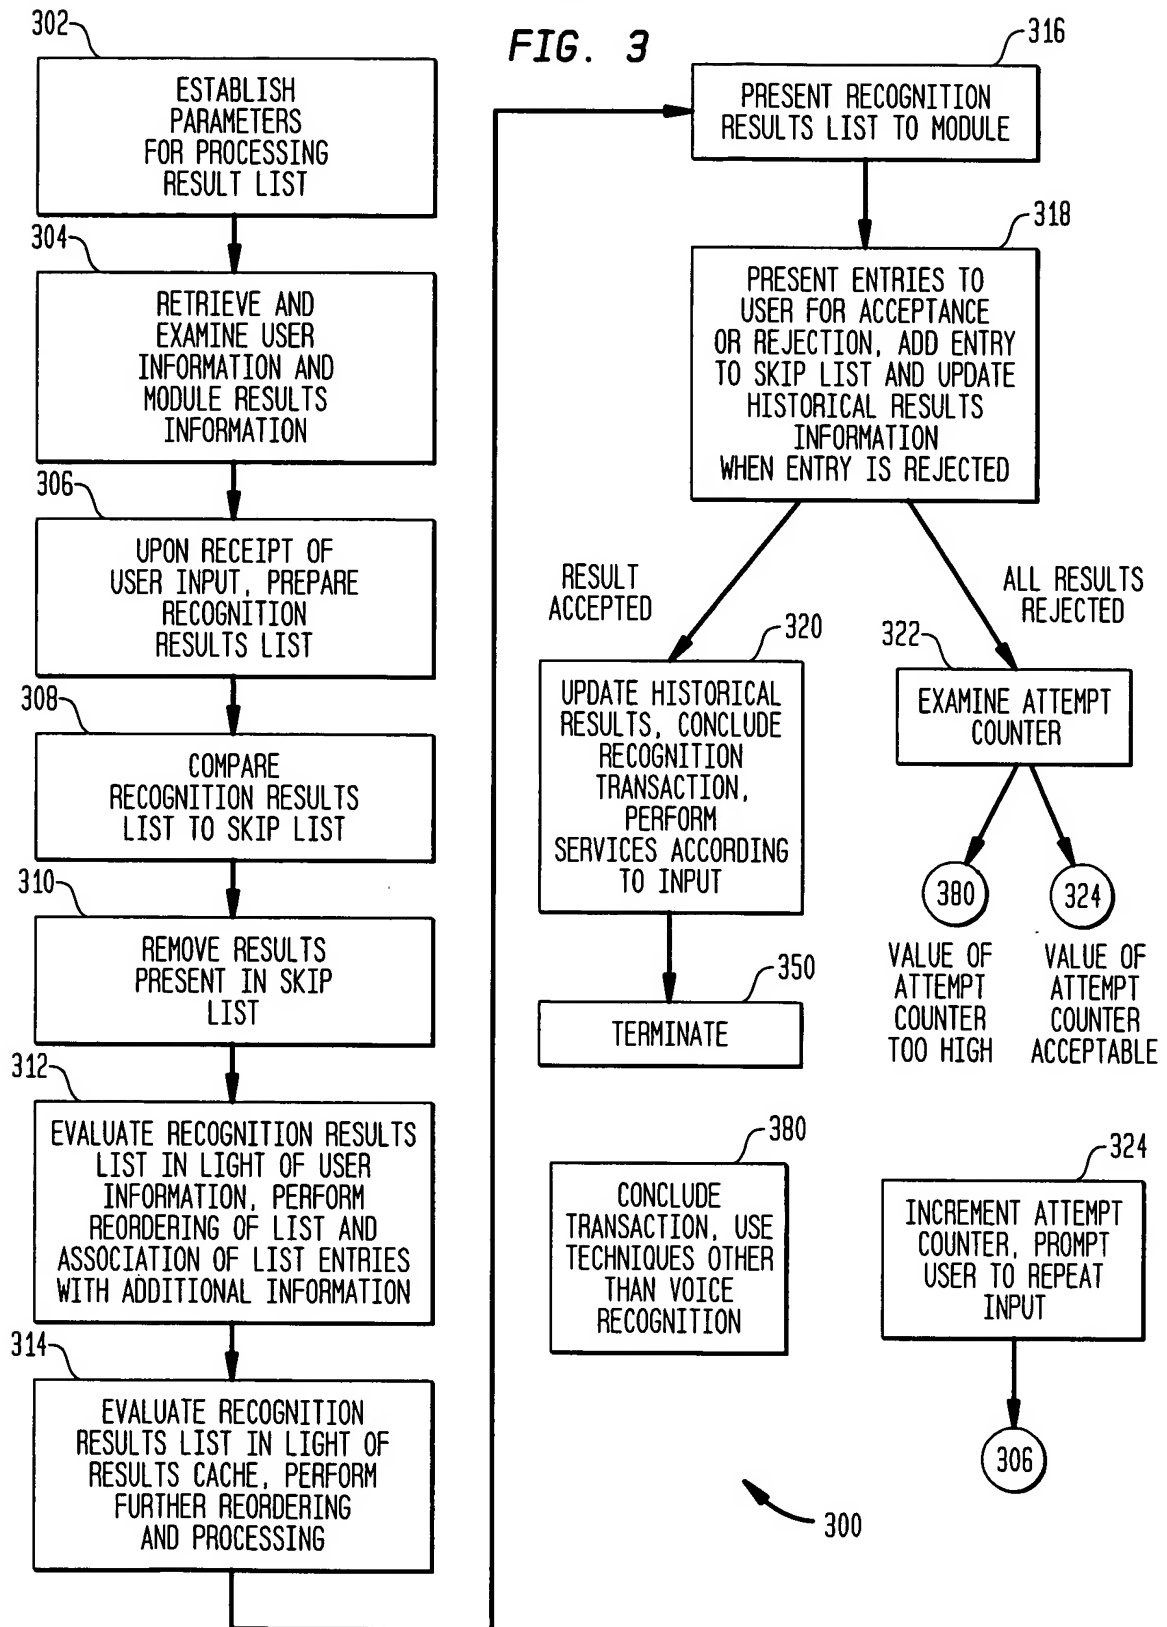 FIG. 3
302
ESTABLISH
PARAMETERS
FOR PROCESSING
RESULT LIST
304
RETRIEVE AND
EXAMINE USER
INFORMATION AND
MODULE RESULTS
INFORMATION
306
UPON RECEIPT OF
USER INPUT, PREPARE
RECOGNITION
RESULTS LIST
308
COMPARE
RECOGNITION RESULTS
LIST TO SKIP LIST
310
REMOVE RESULTS
PRESENT IN SKIP
LIST
312
EVALUATE RECOGNITION RESULTS
LIST IN LIGHT OF USER
INFORMATION, PERFORM
REORDERING OF LIST AND
ASSOCIATION OF LIST ENTRIES
WITH ADDITIONAL INFORMATION
314
EVALUATE RECOGNITION
RESULTS LIST IN LIGHT OF
RESULTS CACHE, PERFORM
FURTHER REORDERING
AND PROCESSING
316
PRESENT RECOGNITION
RESULTS LIST TO MODULE
318
PRESENT ENTRIES TO
USER FOR ACCEPTANCE
OR REJECTION, ADD ENTRY
TO SKIP LIST AND UPDATE
HISTORICAL RESULTS
INFORMATION
WHEN ENTRY IS REJECTED
RESULT
ACCEPTED
ALL RESULTS
REJECTED
320
UPDATE HISTORICAL
RESULTS, CONCLUDE
RECOGNITION
TRANSACTION,
PERFORM
SERVICES ACCORDING
TO INPUT
322
EXAMINE ATTEMPT
COUNTER
380
VALUE OF
ATTEMPT
COUNTER
TOO HIGH
324
VALUE OF
ATTEMPT
COUNTER
ACCEPTABLE
350
TERMINATE
380
CONCLUDE
TRANSACTION, USE
TECHNIQUES OTHER
THAN VOICE
RECOGNITION
324
INCREMENT ATTEMPT
COUNTER, PROMPT
USER TO REPEAT
INPUT
306
300